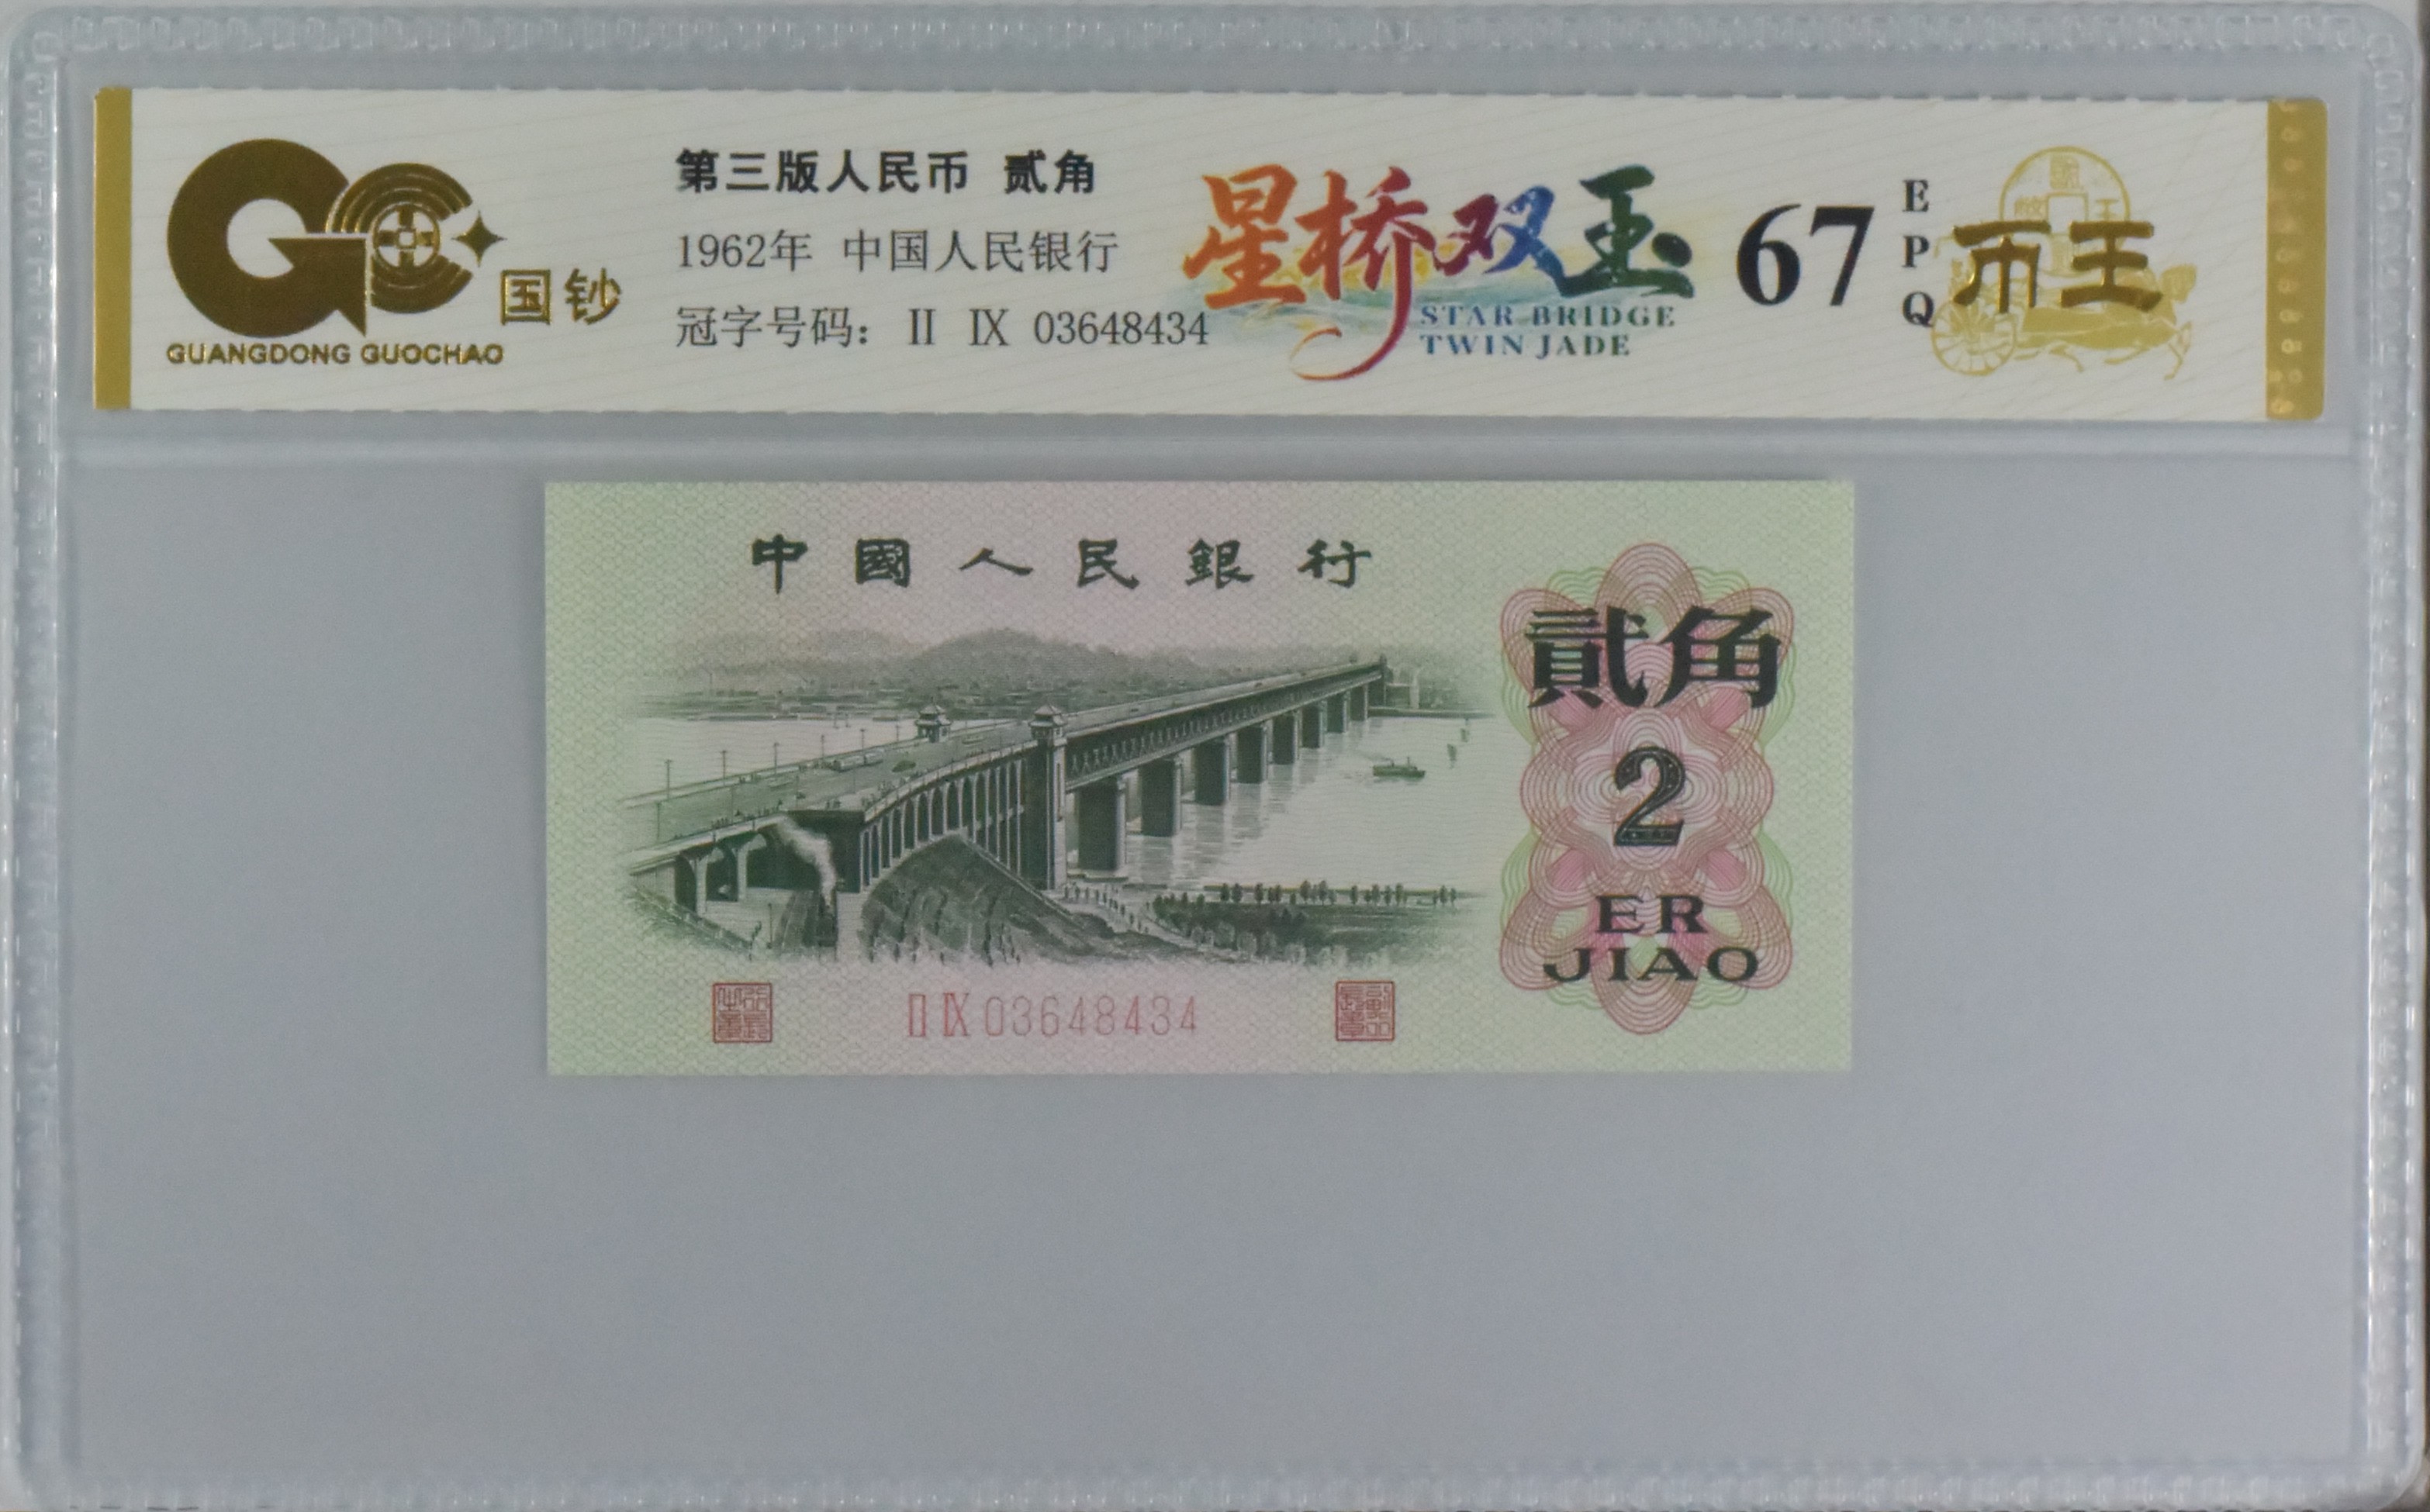 国钞
GUANGDONG GUOCHAO
第三版人民币 贰角
1962年 中国人民银行
冠字号码： II IX 03648434
星桥双玉
STAR BRIDGE
TWIN JADE
67
E
P
Q
币王
中國人民銀行
貳角
2
ER
JIAO
II IX 03648434